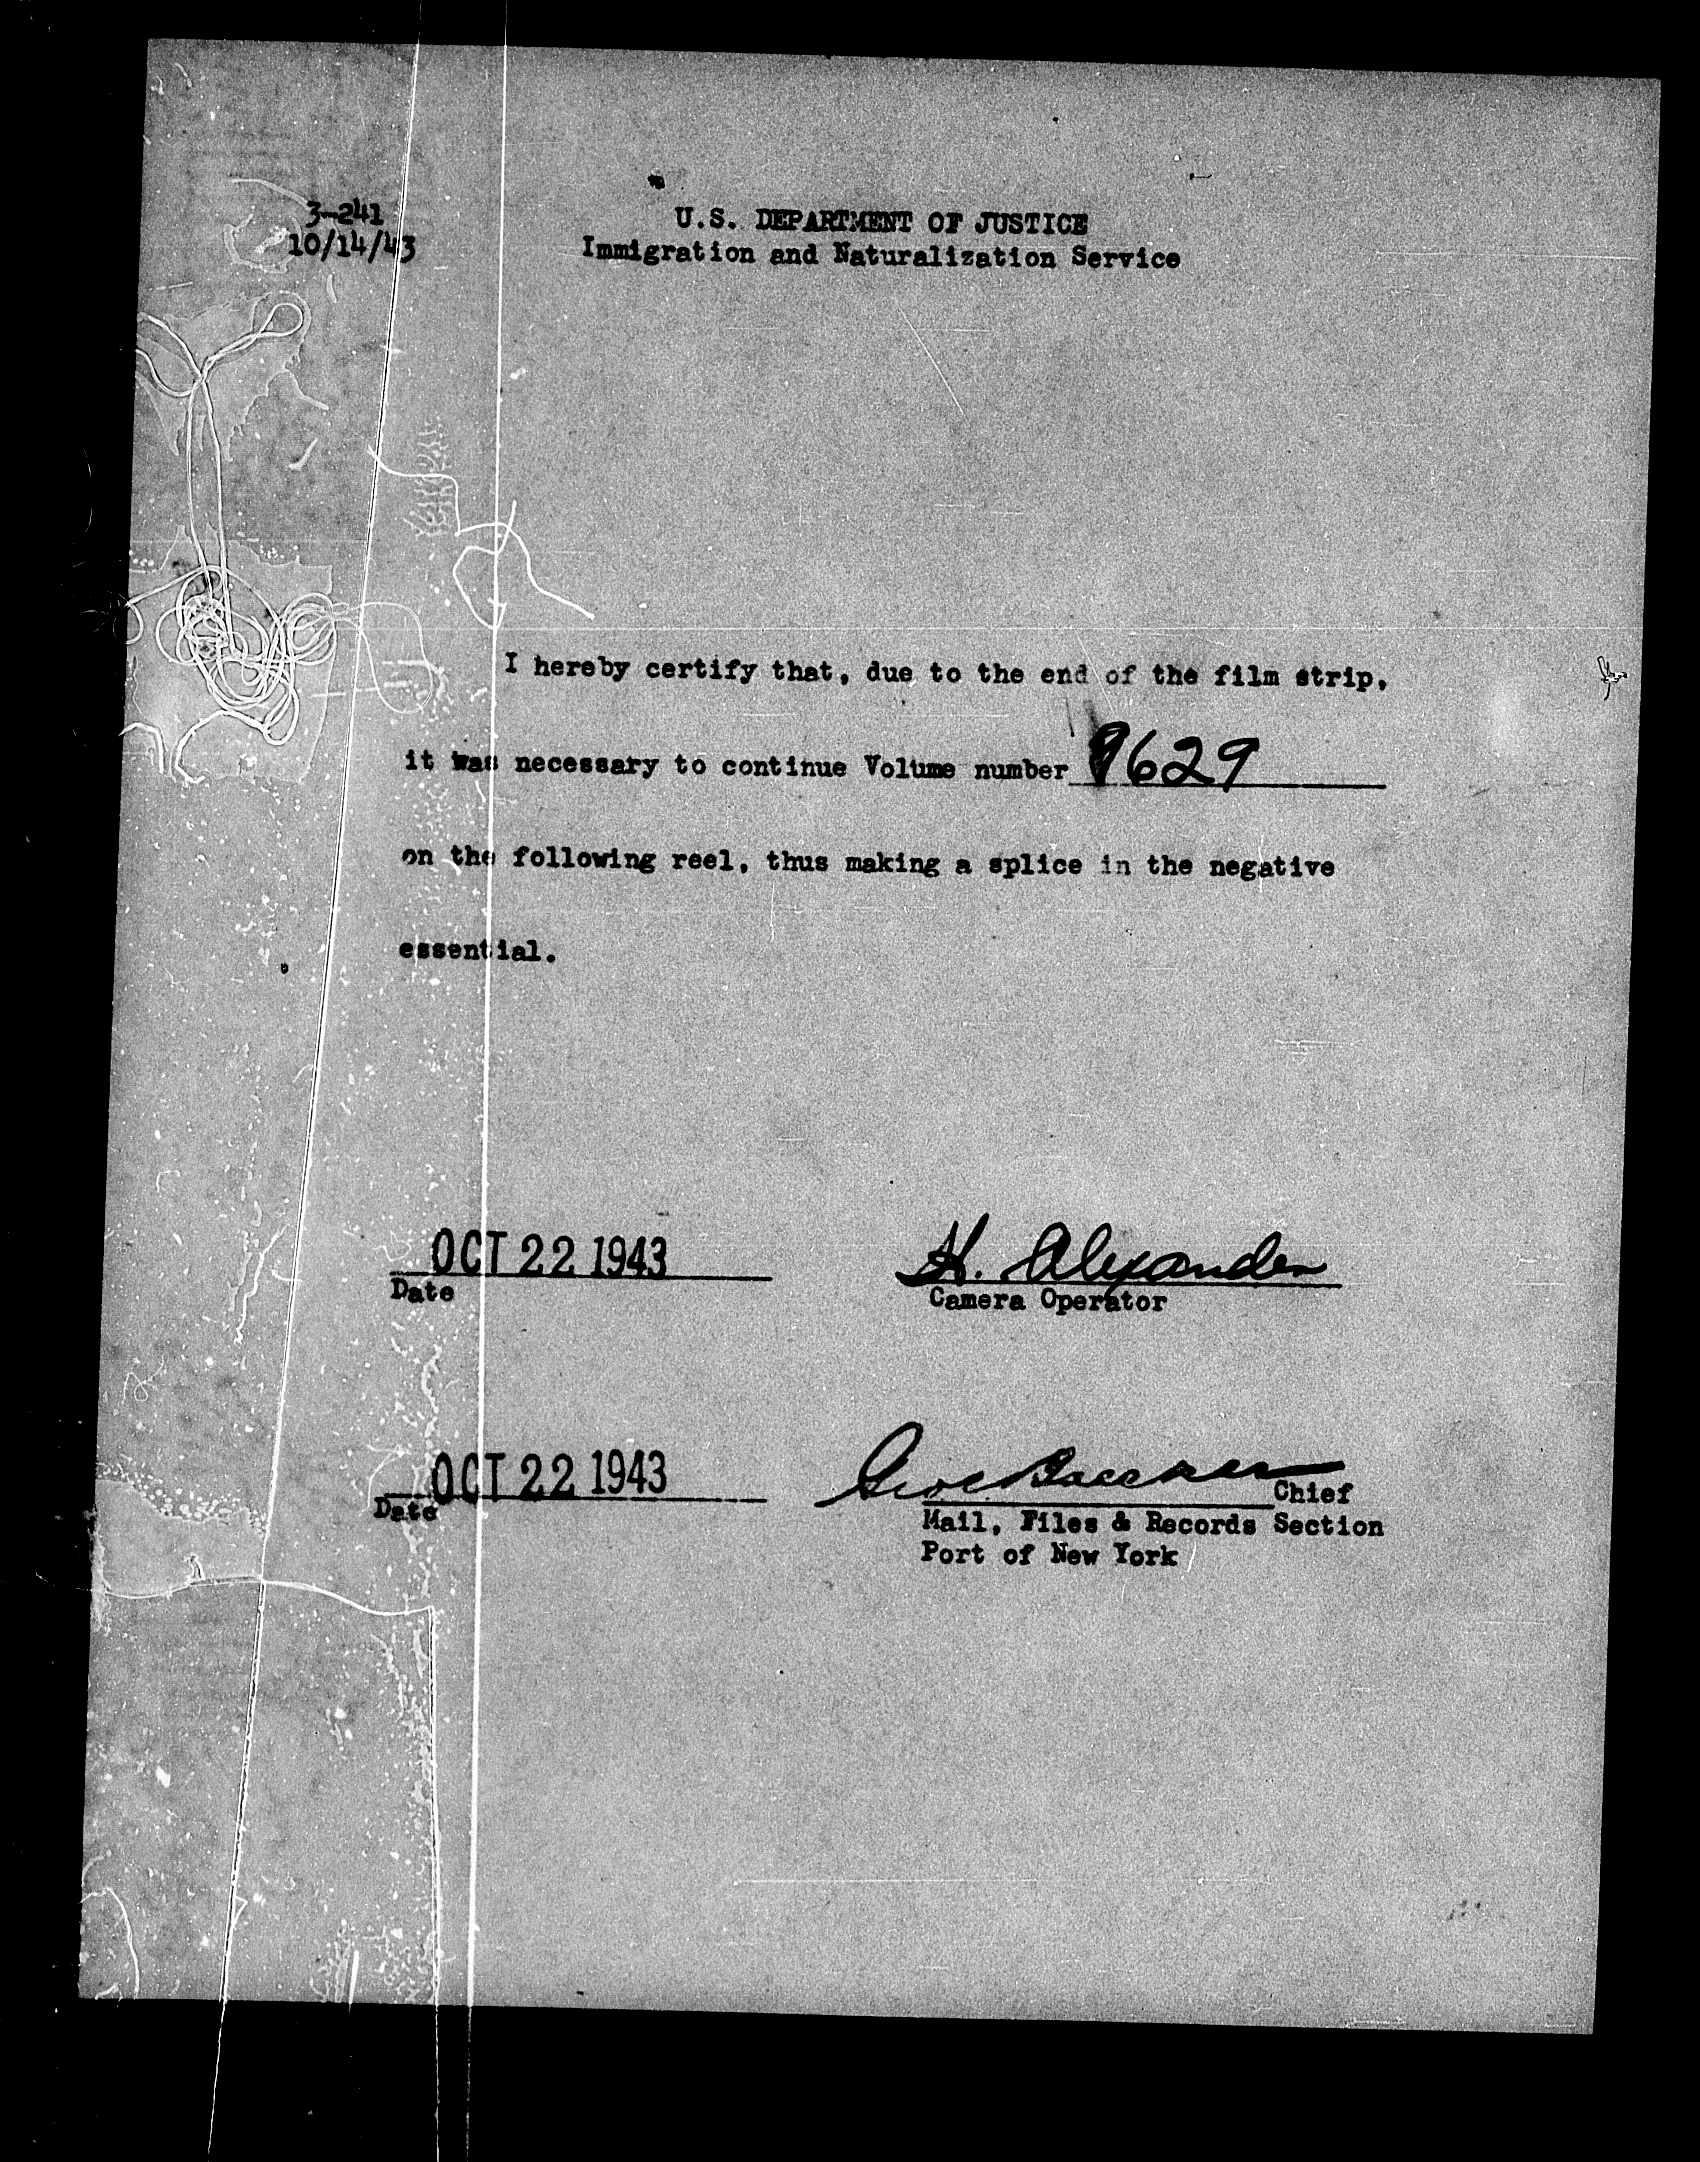 3-241
10/14/43
U.S. DEPARTMENT OF JUSTICE
Immigration and Naturalization Service
I hereby certify that, due to the end of the film strip,
it was necessary to continue Volume number 9629
on the following reel, thus making a splice in the negative
essential.
OCT 22 1943
Date
H. Alexander
Camera Operator
OCT 22 1943
Date
Chief
Mail, Files & Records Section
Port of New York